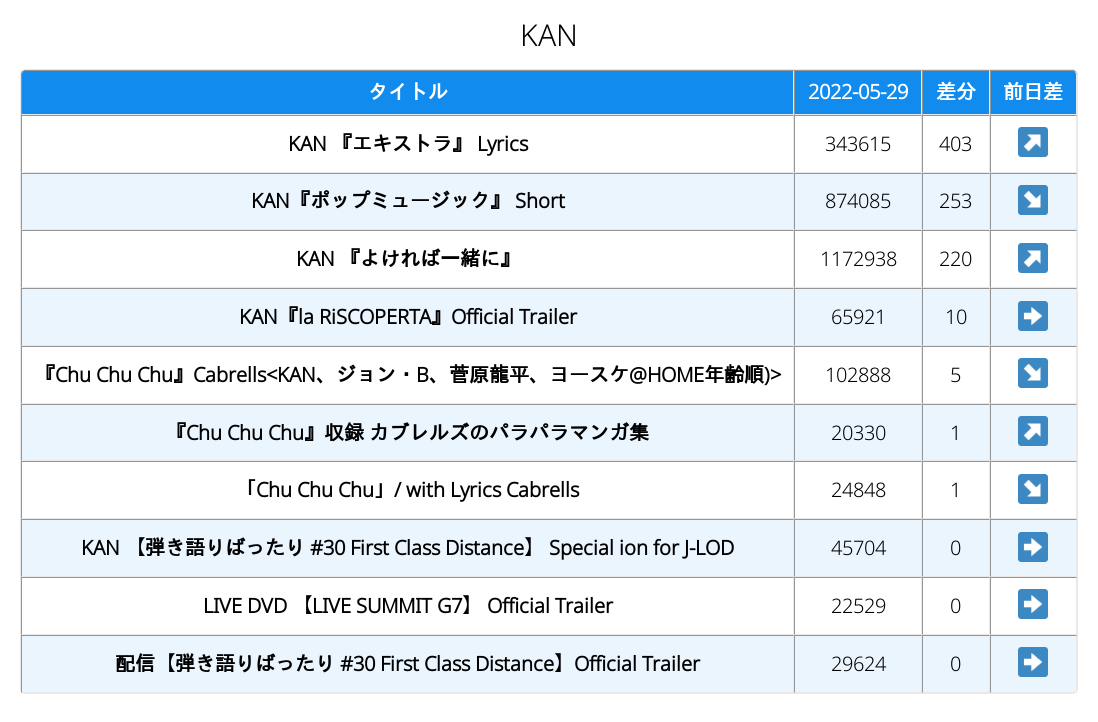 KAN
タイトル 2022-05-29 差分 前日差
KAN 『エキストラ』 Lyrics 343615 403 ↗
KAN『ポップミュージック』 Short 874085 253 ↘
KAN 『よければ一緒に』 1172938 220 ↗
KAN『la RiSCOPERTA』Official Trailer 65921 10 ➡
『Chu Chu Chu』Cabrells<KAN、ジョン・B、菅原龍平、ヨースケ@HOME年齢順)> 102888 5 ↘
『Chu Chu Chu』収録 カブレルズのパラパラマンガ集 20330 1 ↗
「Chu Chu Chu」/ with Lyrics Cabrells 24848 1 ↘
KAN 【弾き語りばったり #30 First Class Distance】 Special ion for J-LOD 45704 0 ➡
LIVE DVD 【LIVE SUMMIT G7】 Official Trailer 22529 0 ➡
配信【弾き語りばったり #30 First Class Distance】Official Trailer 29624 0 ➡